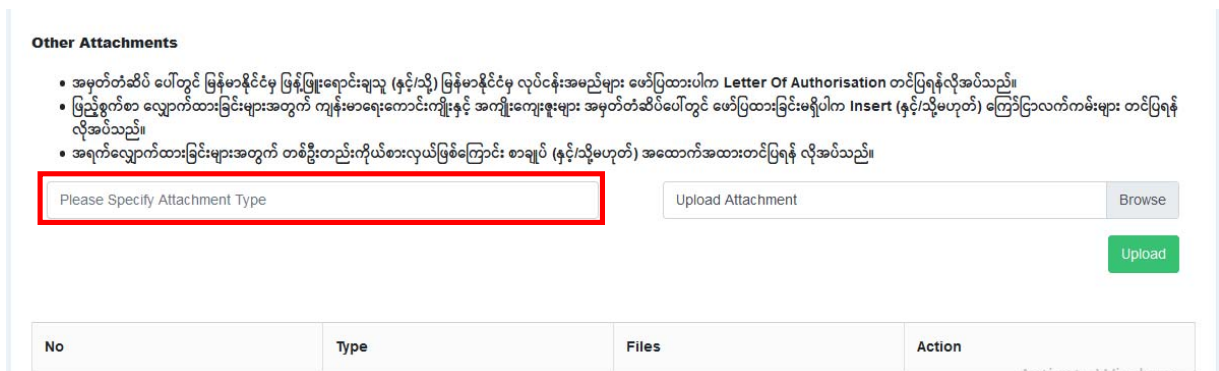 Other Attachments
• အမှတ်တံဆိပ် ပေါ်တွင် မြန်မာနိုင်ငံမှ ဖြန့်ဖြူးရောင်းချသူ (နှင့်/သို့) မြန်မာနိုင်ငံမှ လုပ်ငန်းအမည်များ ဖော်ပြထားပါက Letter Of Authorisation တင်ပြရန်လိုအပ်သည်။
• ဖြည့်စွက်စာ လျှောက်ထားခြင်းများအတွက် ကျန်းမာရေးကောင်းကျိုးနှင့် အကျိုးကျေးဇူးများ အမှတ်တံဆိပ်ပေါ်တွင် ဖော်ပြထားခြင်းမရှိပါက Insert (နှင့်/သို့မဟုတ်) ကြော်ငြာလက်ကမ်းများ တင်ပြရန်
လိုအပ်သည်။
• အရက်လျှောက်ထားခြင်းများအတွက် တစ်ဦးတည်းကိုယ်စားလှယ်ဖြစ်ကြောင်း စာချုပ် (နှင့်/သို့မဟုတ်) အထောက်အထားတင်ပြရန် လိုအပ်သည်။
Please Specify Attachment Type Upload Attachment Browse
Upload
No Type Files Action